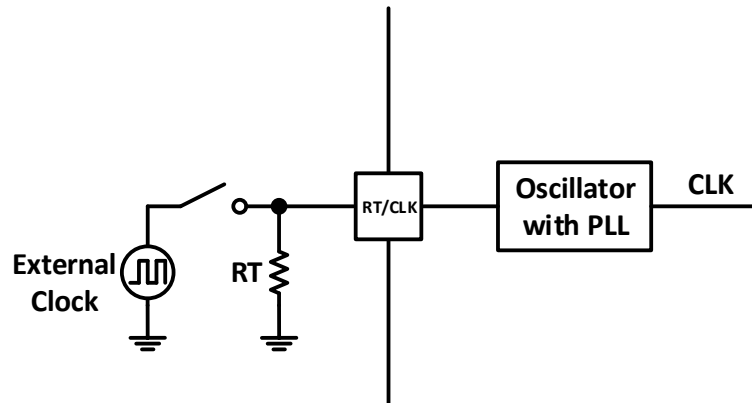 External
Clock
RT
RT/CLK
Oscillator
with PLL
CLK